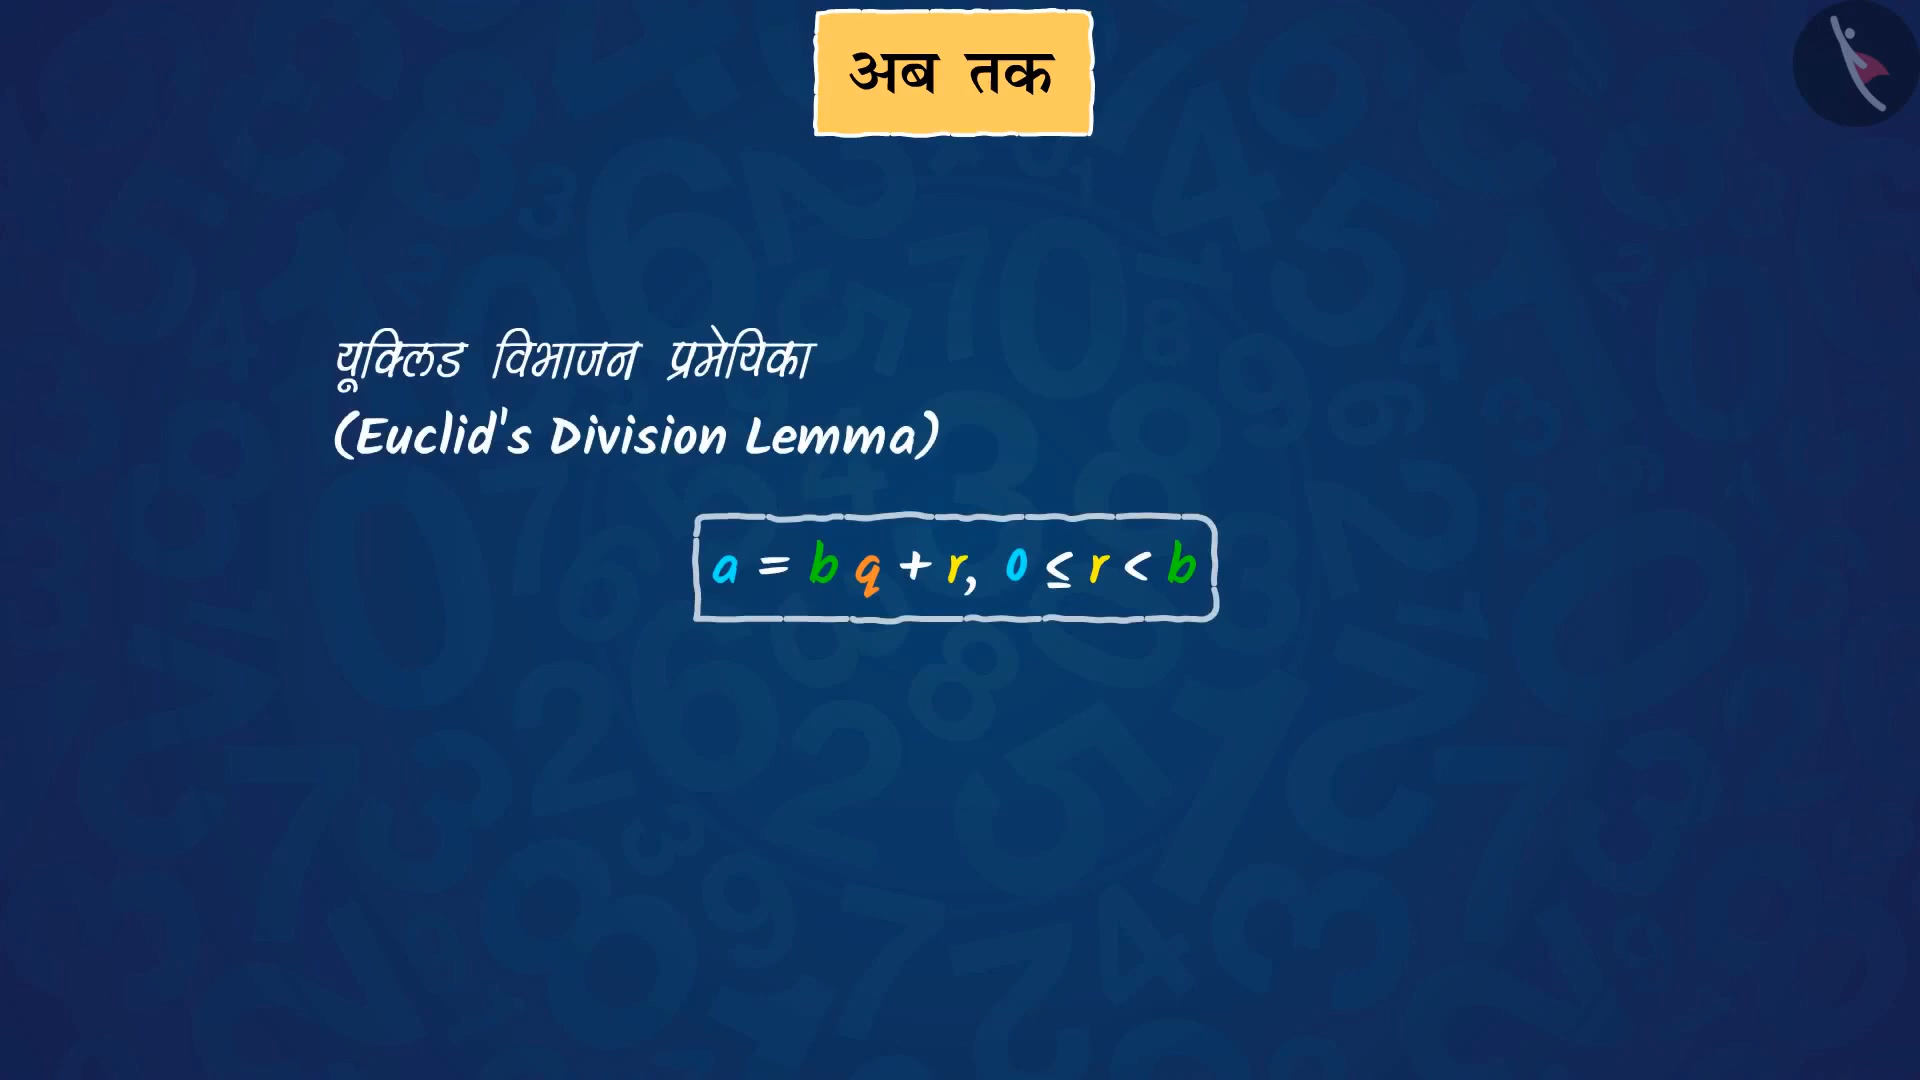 अब तक
यूक्लिड विभाजन प्रमेयिका
(Euclid's Division Lemma)
a = b q + r, 0 ≤ r < b